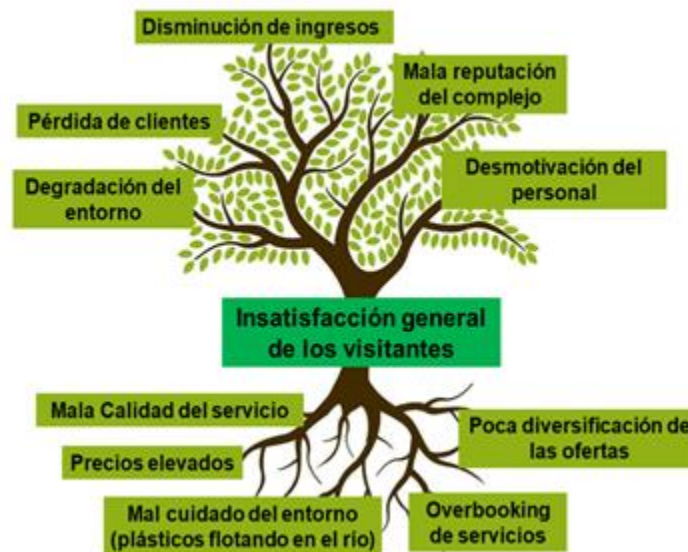 Disminución de ingresos
Mala reputación
del complejo
Pérdida de clientes
Desmotivación del
personal
Degradación del
entorno
Insatisfacción general
de los visitantes
Mala Calidad del servicio
Poca diversificación de
las ofertas
Precios elevados
Mal cuidado del entorno
(plásticos flotando en el río)
Overbooking
de servicios